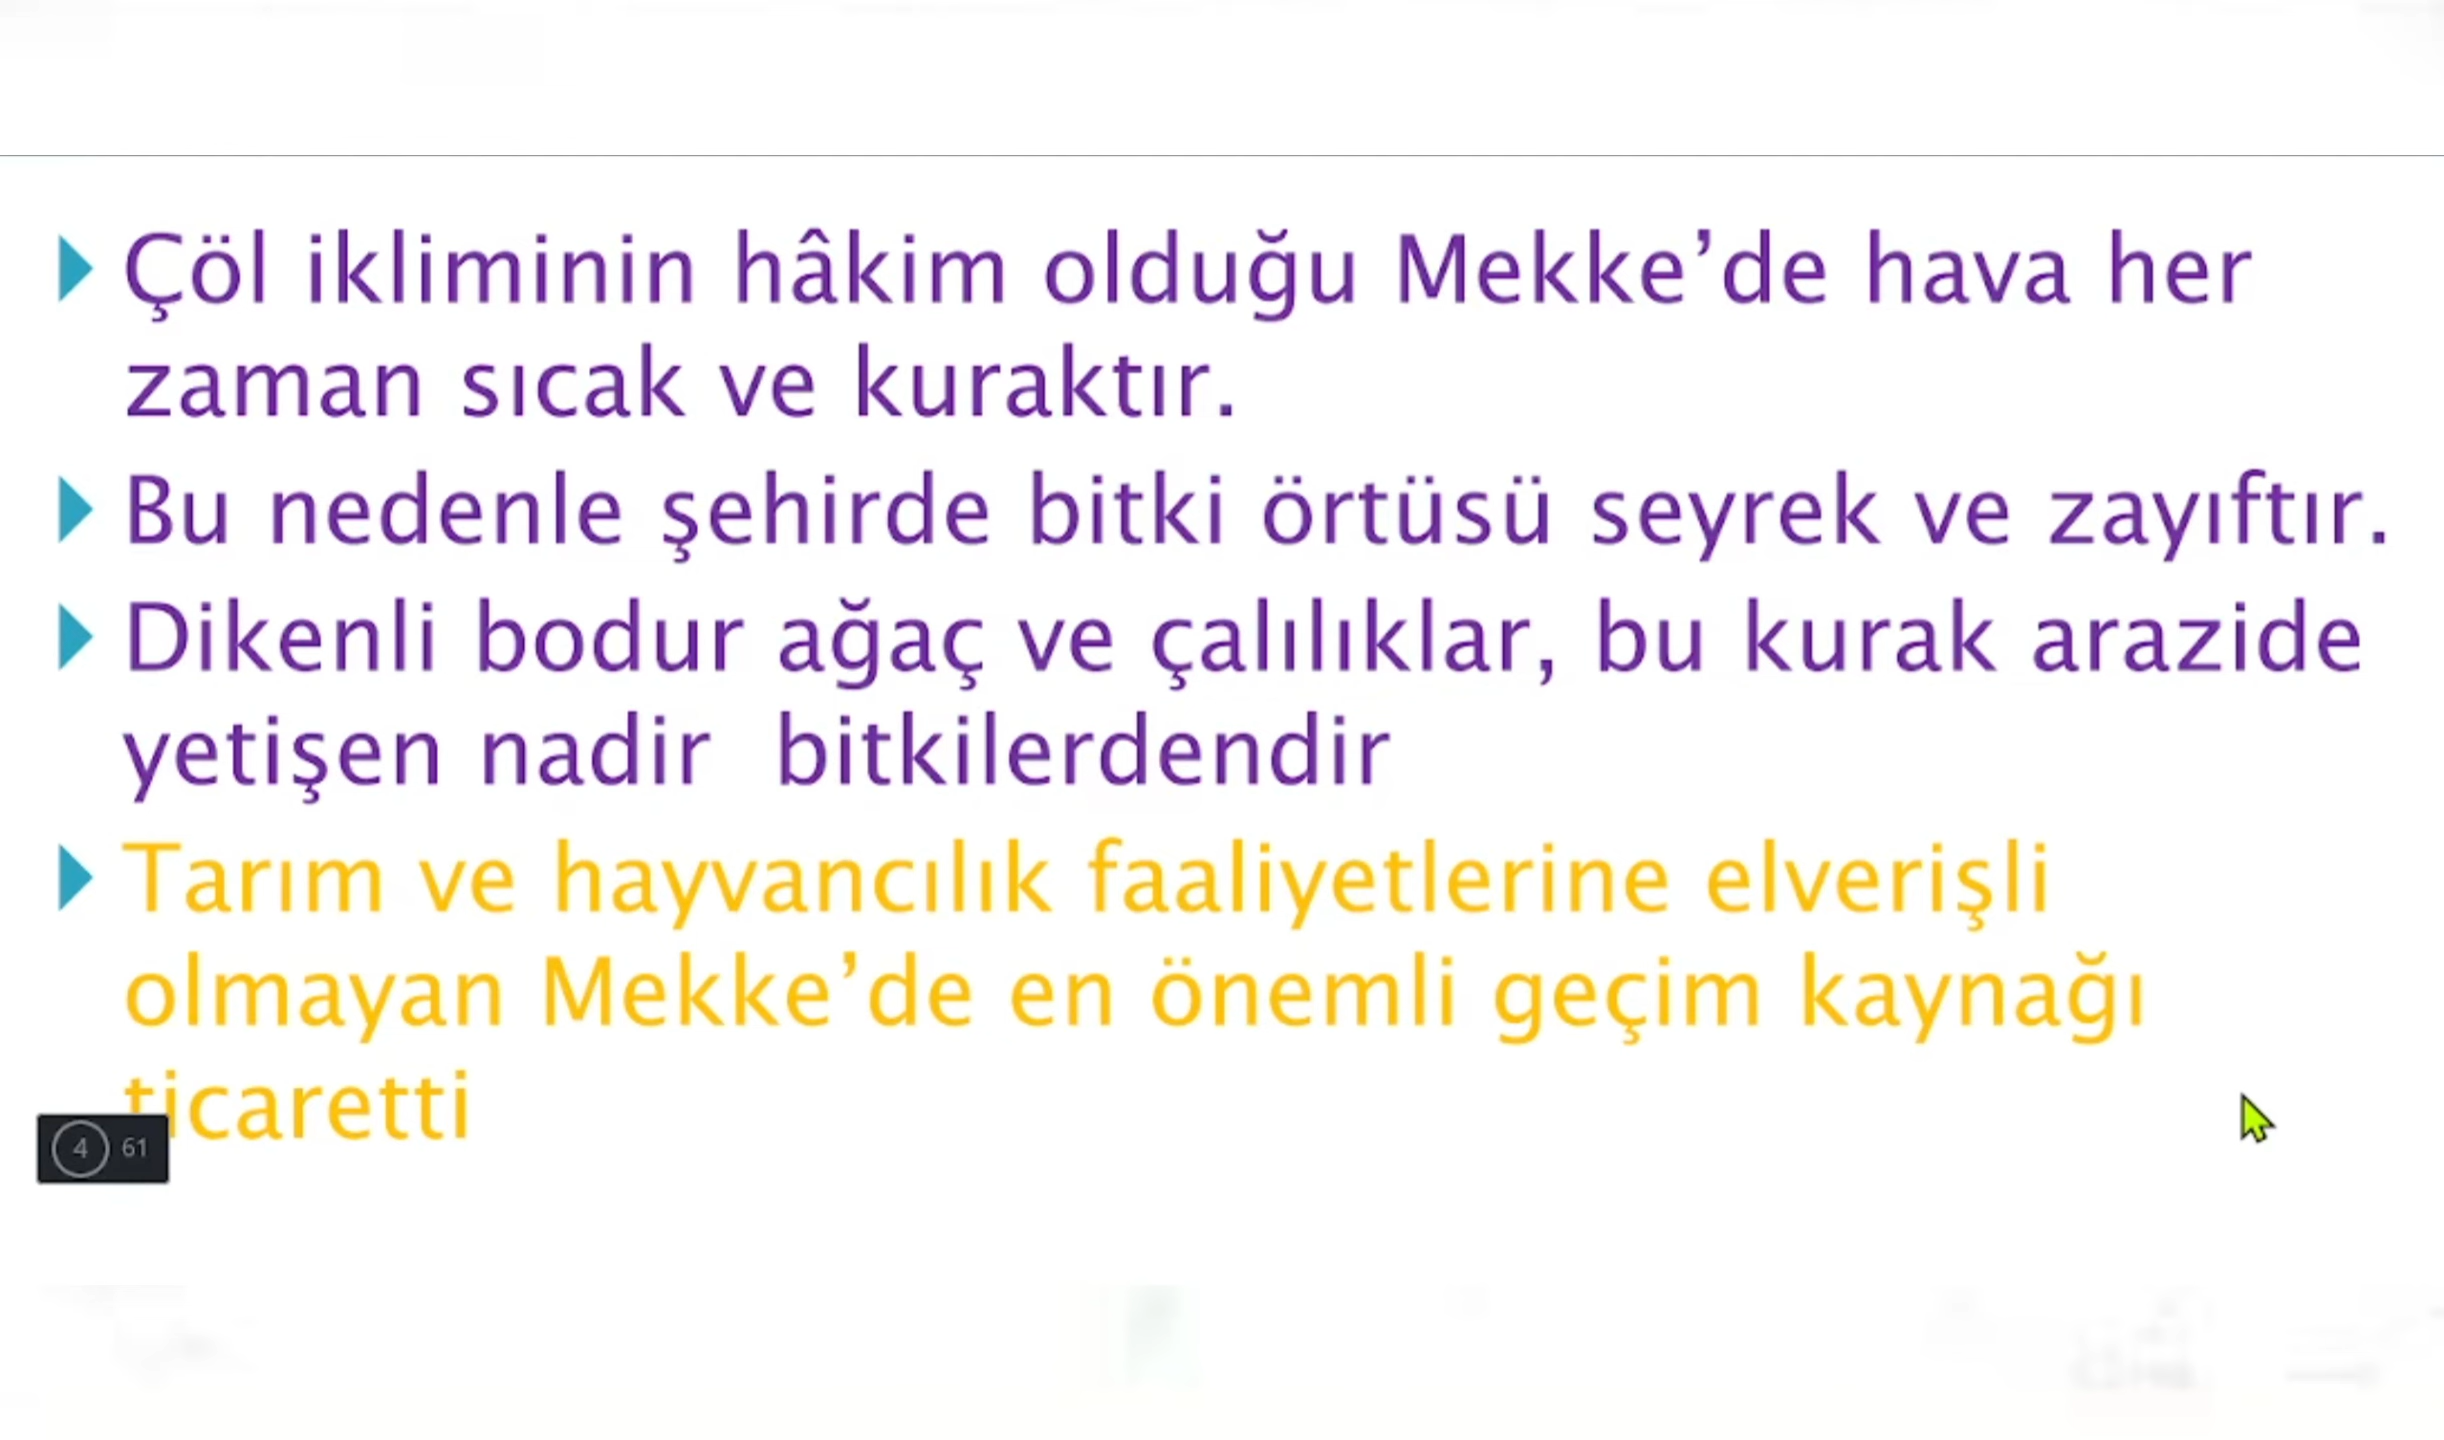 Çöl ikliminin hâkim olduğu Mekke’de hava her
zaman sıcak ve kuraktır.
Bu nedenle şehirde bitki örtüsü seyrek ve zayıftır.
Dikenli bodur ağaç ve çalılıklar, bu kurak arazide
yetişen nadir  bitkilerdendir
Tarım ve hayvancılık faaliyetlerine elverişli
olmayan Mekke’de en önemli geçim kaynağı
ticaretti
4 61